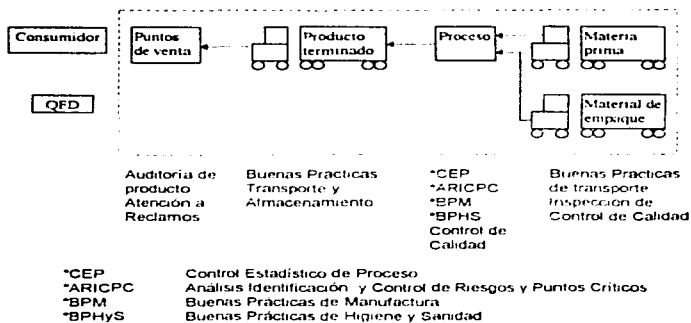 Consumidor
Puntos de venta
Producto terminado
Proceso
Materia prima
QFD
Material de empaque
Auditoria de producto
Atención a Reclamos
Buenas Practicas
Transporte y
Almacenamiento
*CEP
*ARICPC
*BPM
*BPHS
Control de
Calidad
Buenas Practicas
de transporte
Inspección de
Control de Calidad
*CEP Control Estadístico de Proceso
*ARICPC Análisis Identificación y Control de Riesgos y Puntos Críticos
*BPM Buenas Prácticas de Manufactura
*BPHyS Buenas Prácticas de Higiene y Sanidad